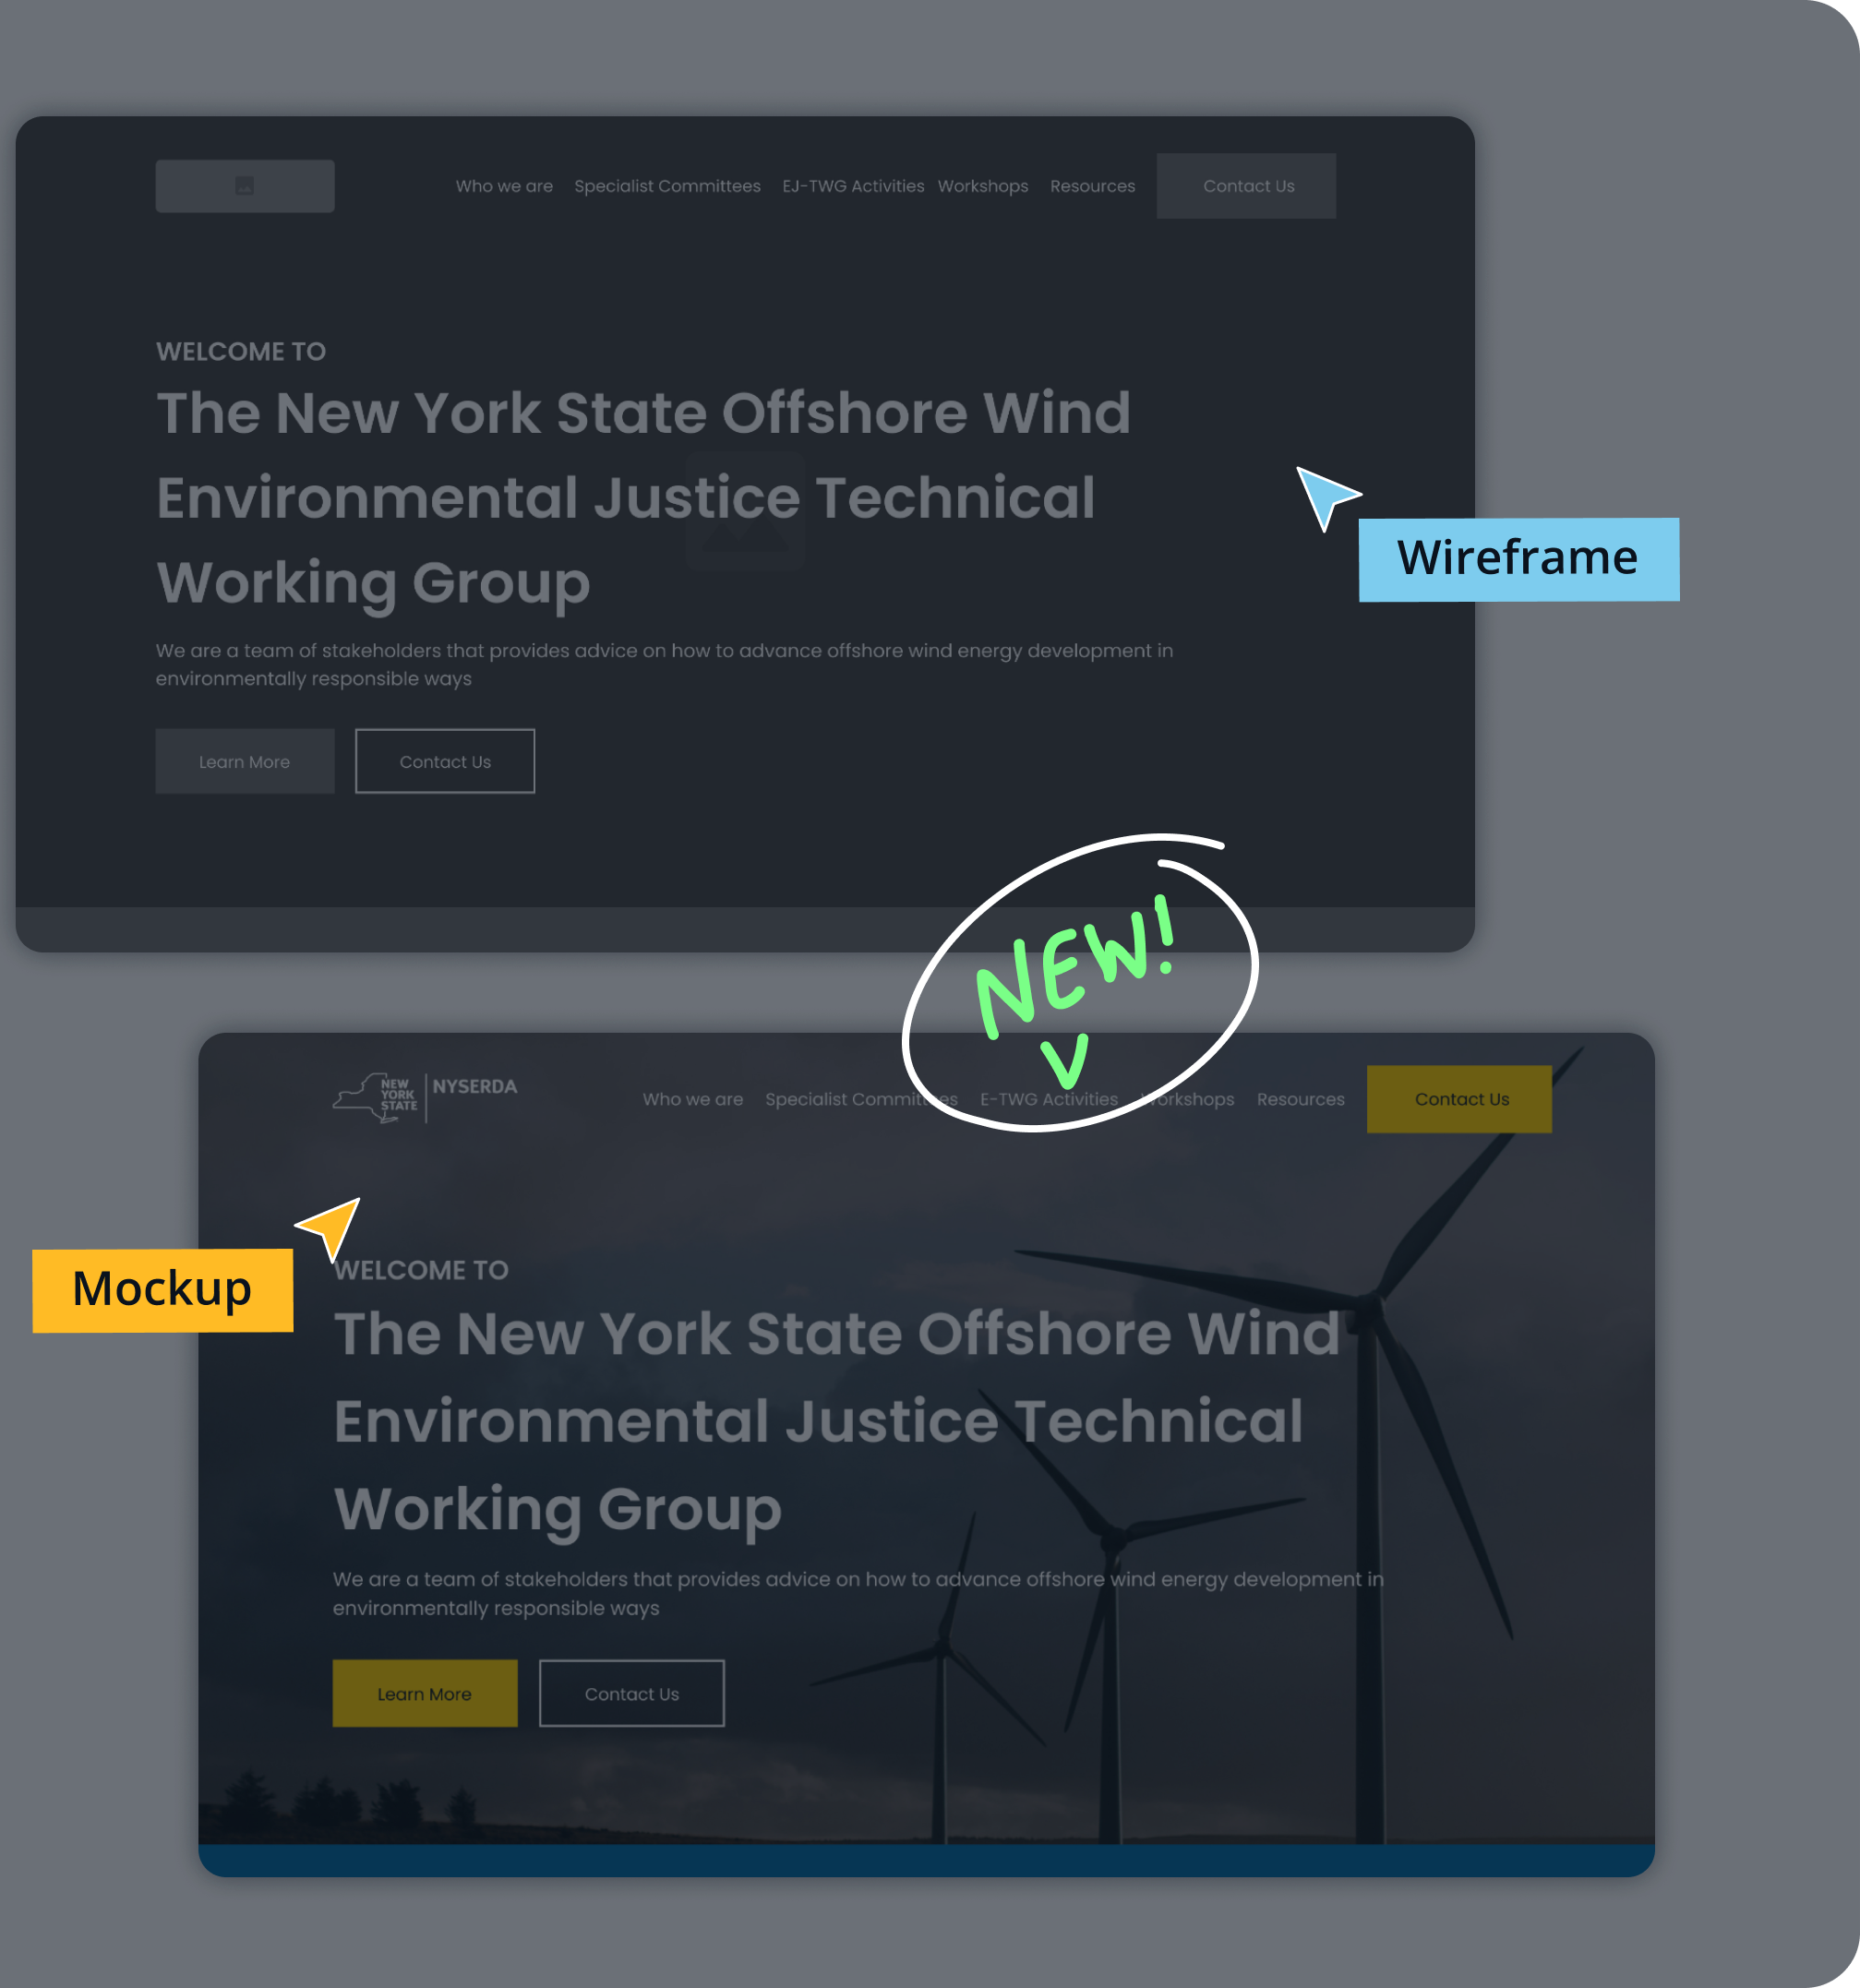 Who we are Specialist Committees EJ-TWG Activities Workshops Resources Contact Us
WELCOME TO
The New York State Offshore Wind
Environmental Justice Technical
Working Group
Wireframe
We are a team of stakeholders that provides advice on how to advance offshore wind energy development in
environmentally responsible ways
Learn More Contact Us
NEW!
NEW
YORK
STATE
NYSERDA
Who we are Specialist Committees E-TWG Activities Workshops Resources Contact Us
Mockup
WELCOME TO
The New York State Offshore Wind
Environmental Justice Technical
Working Group
We are a team of stakeholders that provides advice on how to advance offshore wind energy development in
environmentally responsible ways
Learn More Contact Us